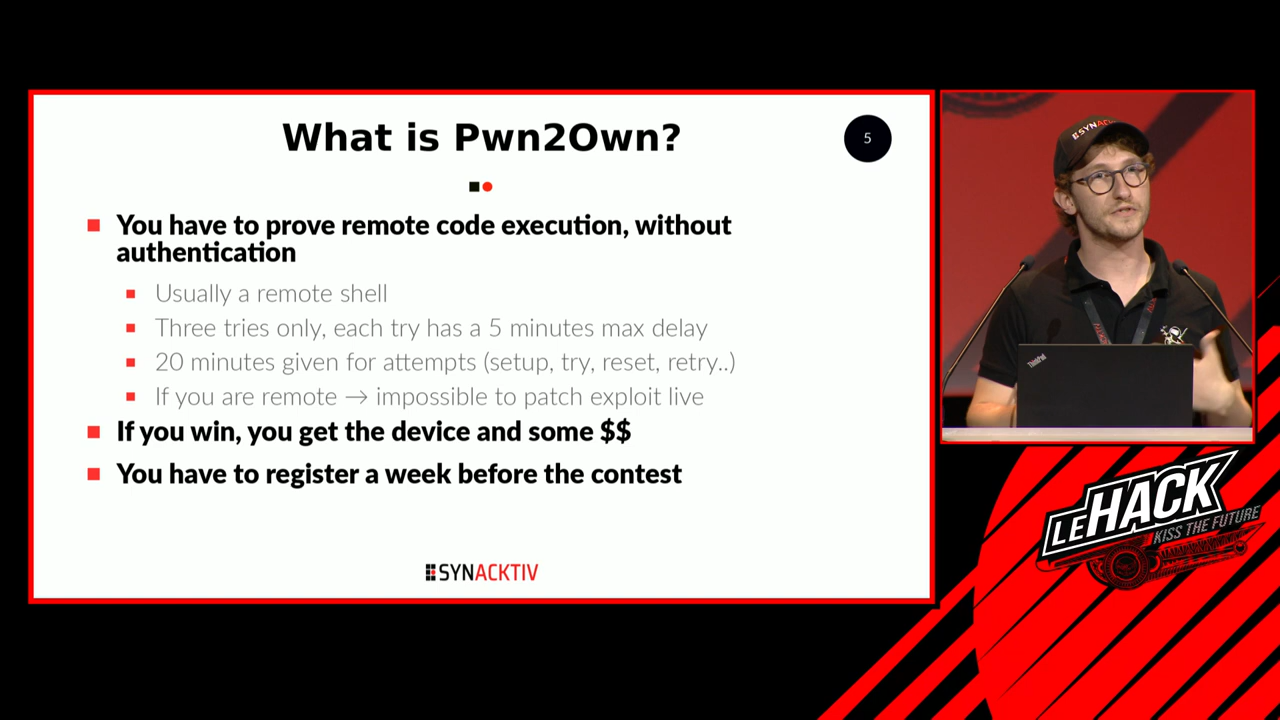 What is Pwn2Own?
5
You have to prove remote code execution, without
authentication
Usually a remote shell
Three tries only, each try has a 5 minutes max delay
20 minutes given for attempts (setup, try, reset, retry..)
If you are remote → impossible to patch exploit live
If you win, you get the device and some $$
You have to register a week before the contest
SYNACKTIV
SYNACK
ThinkPad
LEHACK
KISS THE FUTURE